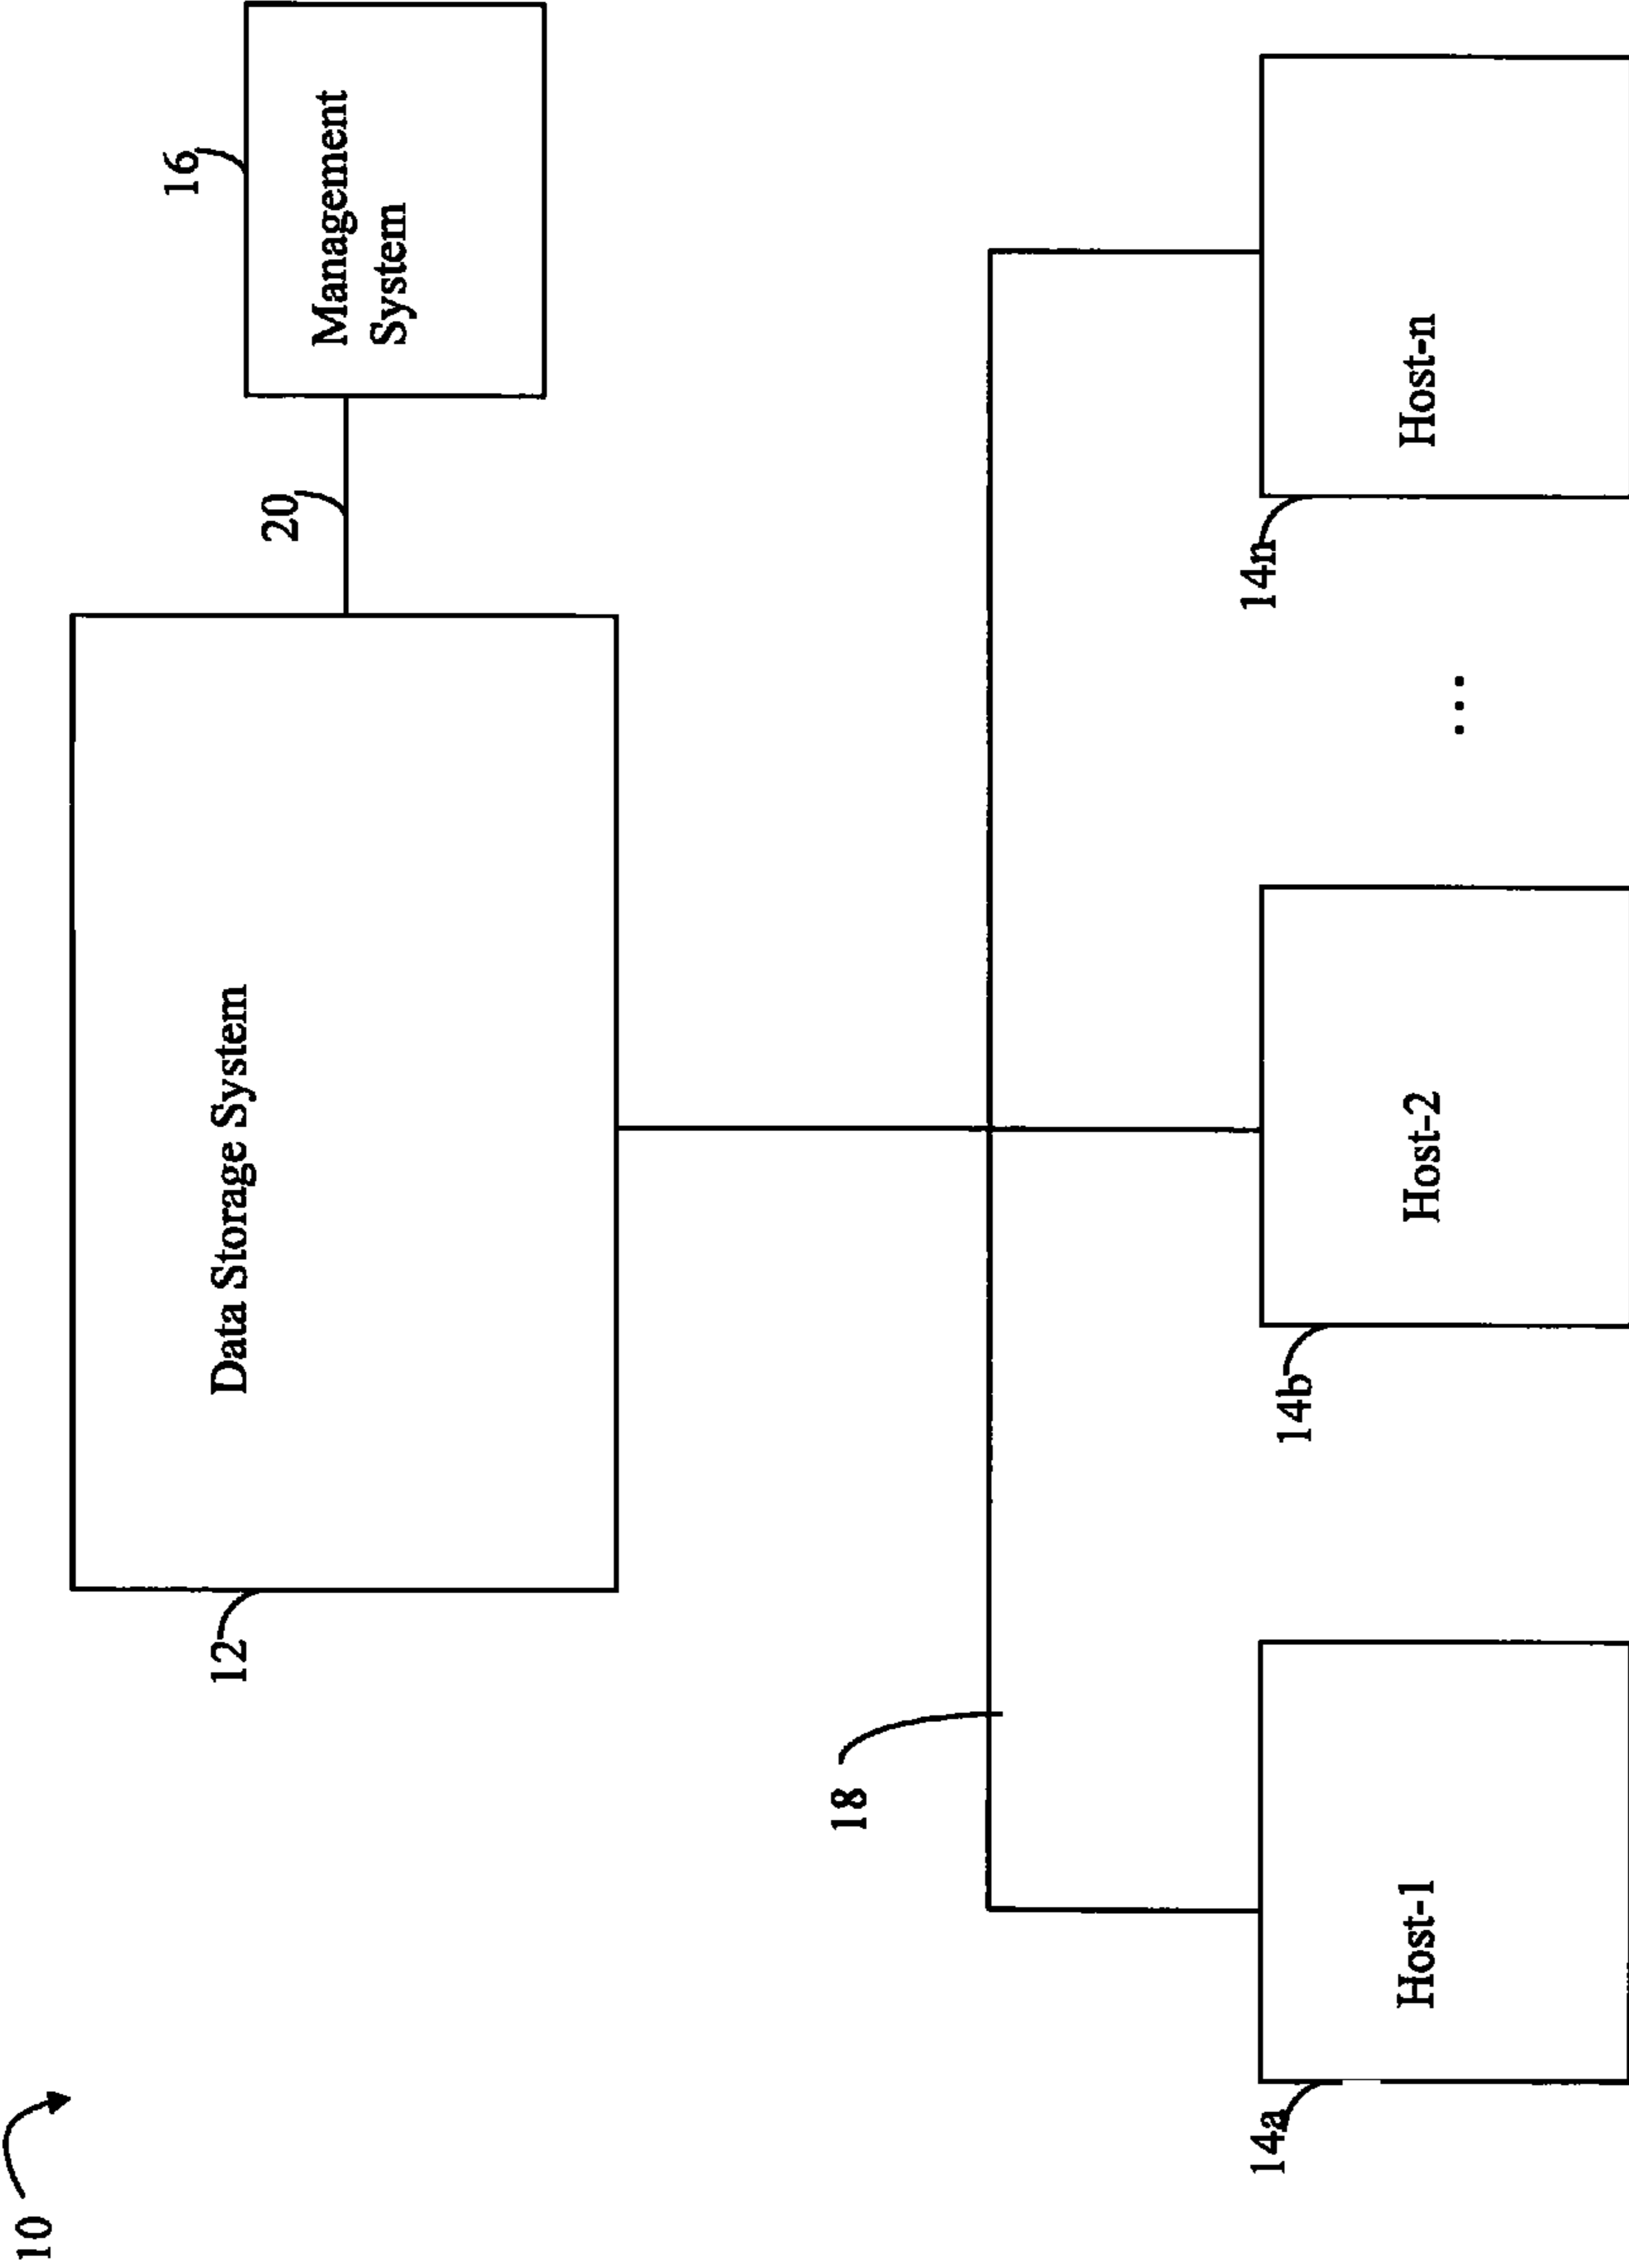 10
12
Data Storage System
20
16
Management
System
18
14a
Host-1
14b
Host-2
...
14n
Host-n